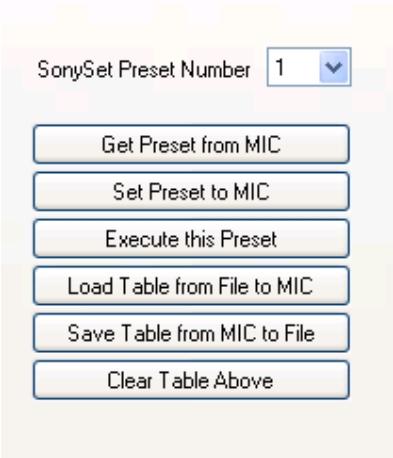 SonySet Preset Number 1
Get Preset from MIC
Set Preset to MIC
Execute this Preset
Load Table from File to MIC
Save Table from MIC to File
Clear Table Above